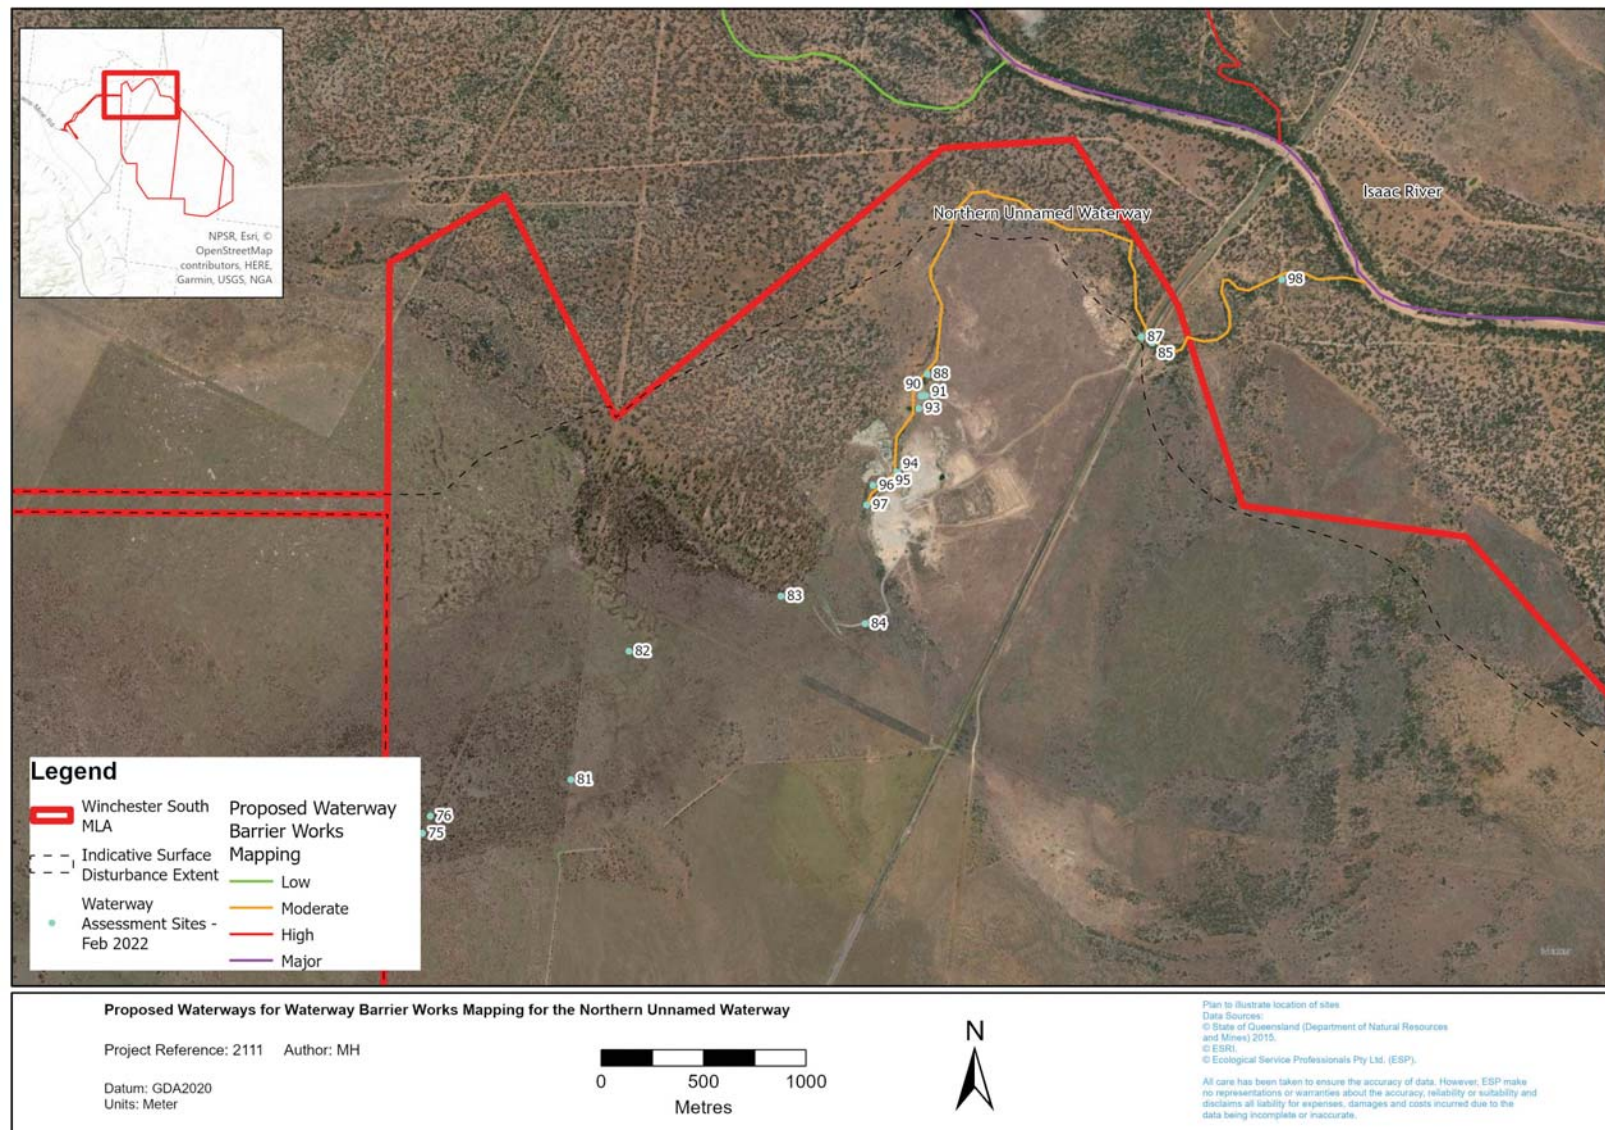 NPSR, Esri, ©
OpenStreetMap
contributors, HERE,
Garmin, USGS, NGA
Isaac River
Northern Unnamed Waterway
98
87
85
88
90
91
93
94
95
96
97
83
84
82
81
76
75
Legend
Winchester South
MLA
Indicative Surface
Disturbance Extent
Waterway
Assessment Sites -
Feb 2022
Proposed Waterway
Barrier Works
Mapping
Low
Moderate
High
Major
Proposed Waterways for Waterway Barrier Works Mapping for the Northern Unnamed Waterway
Project Reference: 2111 Author: MH
Datum: GDA2020
Units: Meter
0 500 1000
Metres
N
Plan to illustrate location of sites
Data Sources:
© State of Queensland (Department of Natural Resources
and Mines) 2015.
© ESRI.
© Ecological Service Professionals Pty Ltd. (ESP).
All care has been taken to ensure the accuracy of data. However, ESP make
no representations or warranties about the accuracy, reliability or suitability and
disclaims all liability for expenses, damages and costs incurred due to the
data being incomplete or inaccurate.